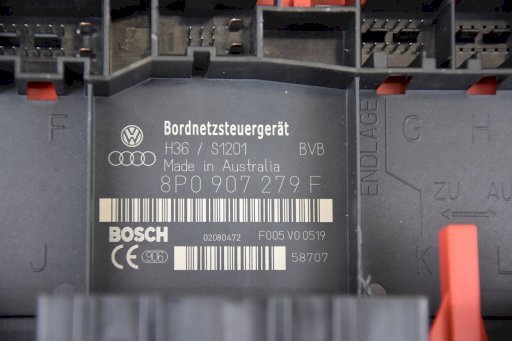 Bordnetzsteuergerät
H36 / S1201 BVB
Made in Australia
8P0 907 279 F
BOSCH 02080472 F005 V0 0519
CE 906 58707
F
G
H
ENDLAGE
ZU AU
J
K
L